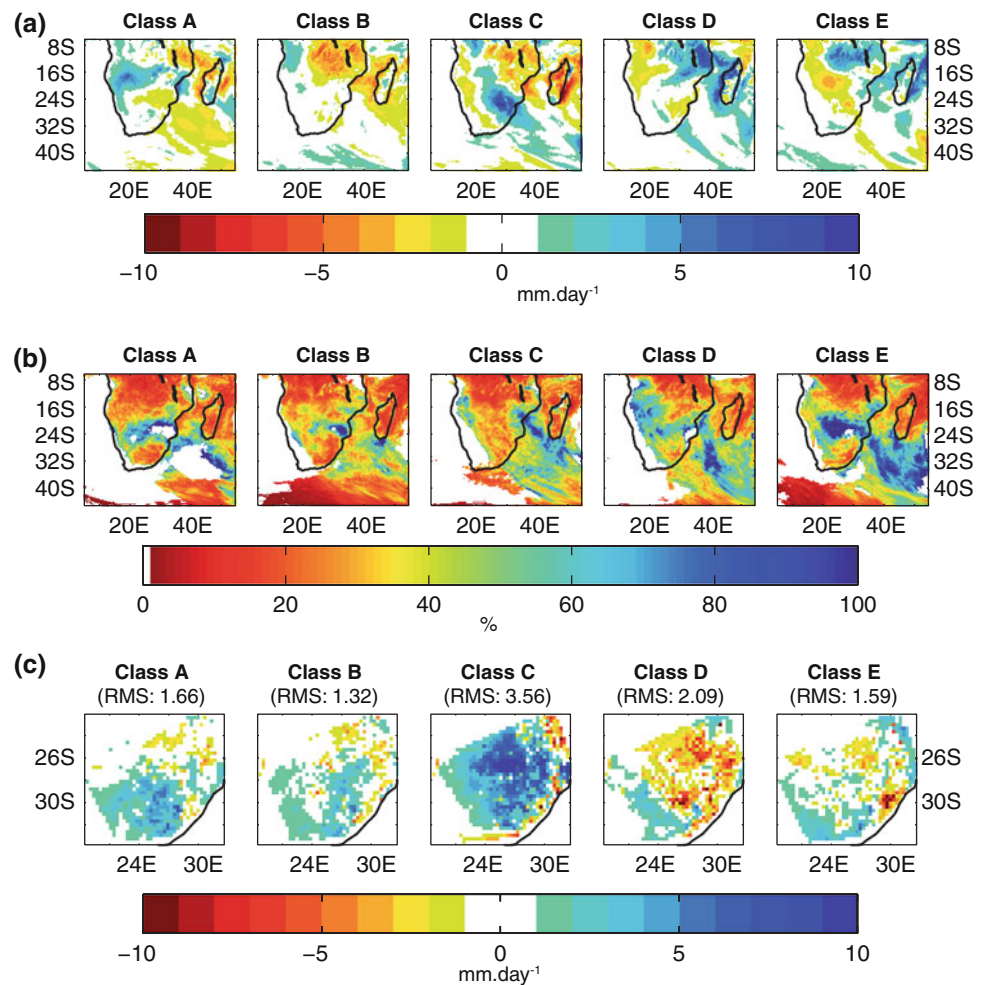 (a) Class A Class B Class C Class D Class E
8S 8S
16S 16S
24S 24S
32S 32S
40S 40S
20E 40E 20E 40E 20E 40E 20E 40E 20E 40E
−10 −5 0 5 10
mm.day-1
(b) Class A Class B Class C Class D Class E
8S 8S
16S 16S
24S 24S
32S 32S
40S 40S
20E 40E 20E 40E 20E 40E 20E 40E 20E 40E
0 20 40 60 80 100
%
(c) Class A Class B Class C Class D Class E
(RMS: 1.66) (RMS: 1.32) (RMS: 3.56) (RMS: 2.09) (RMS: 1.59)
26S 26S
30S 30S
24E 30E 24E 30E 24E 30E 24E 30E 24E 30E
−10 −5 0 5 10
mm.day-1